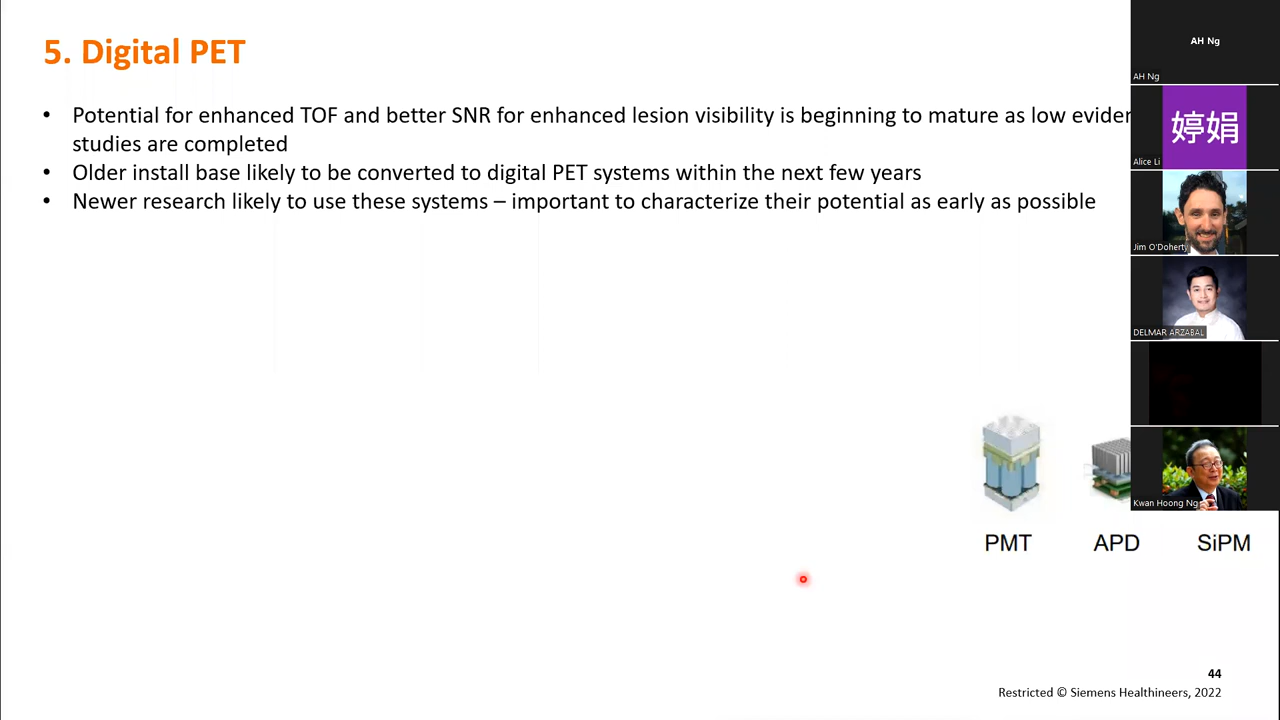 5. Digital PET
• Potential for enhanced TOF and better SNR for enhanced lesion visibility is beginning to mature as low
studies are completed
• Older install base likely to be converted to digital PET systems within the next few years
• Newer research likely to use these systems – important to characterize their potential as early as possible
AH Ng
AH Ng
婷娟
Alice Li
Jim O'Doherty
DELMAR ARZABAL
Kwan Hoong Ng
PMT
APD
SiPM
44
Restricted © Siemens Healthineers, 2022